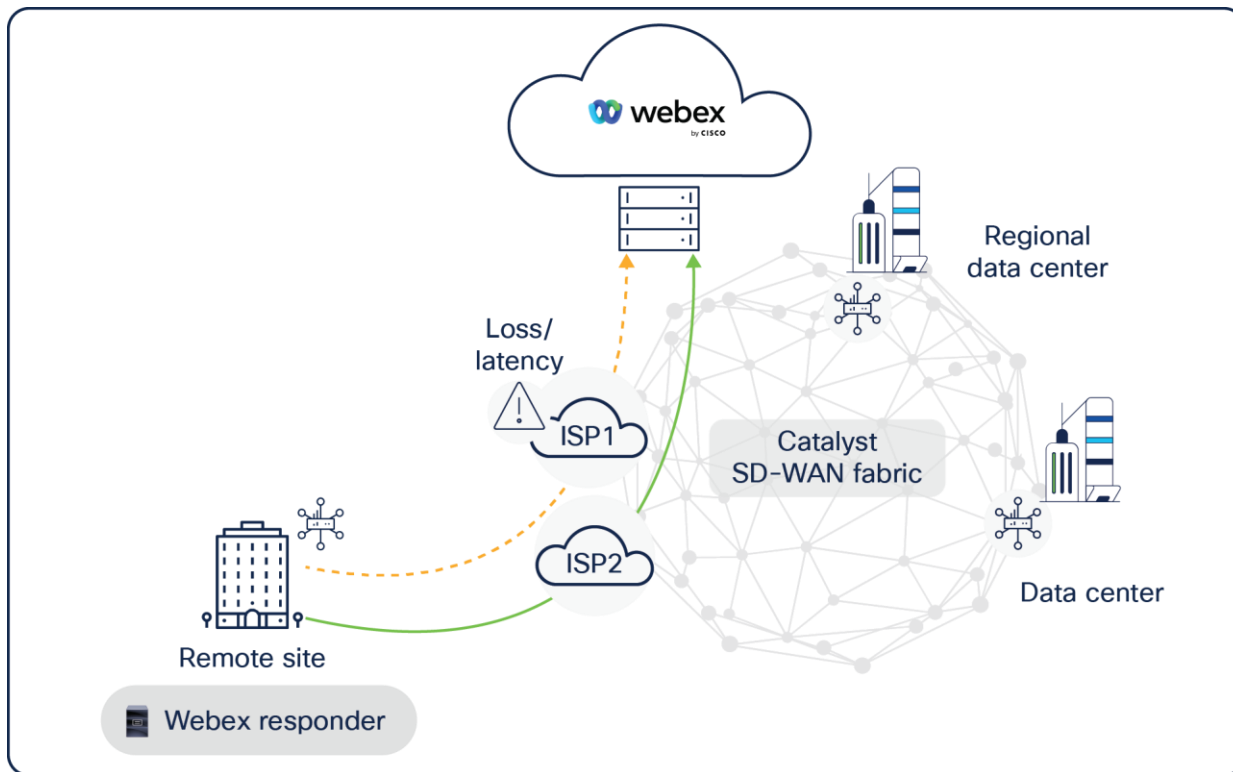 webex
by CISCO
Regional
data center
Loss/
latency
ISP1
Catalyst
SD-WAN fabric
ISP2
Data center
Remote site
Webex responder